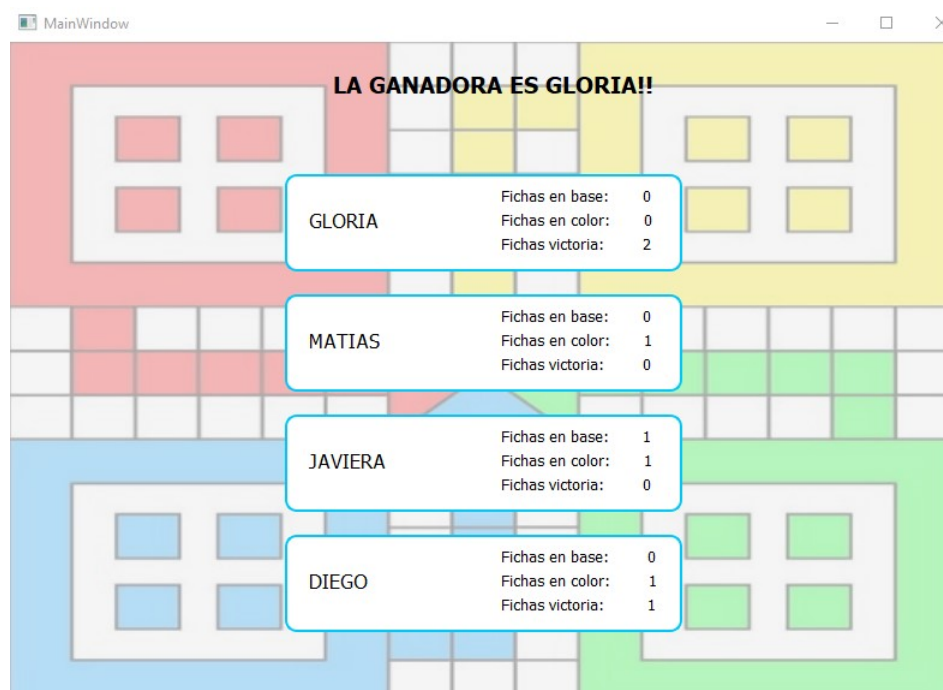 MainWindow
LA GANADORA ES GLORIA!!
GLORIA
Fichas en base: 0
Fichas en color: 0
Fichas victoria: 2
MATIAS
Fichas en base: 0
Fichas en color: 1
Fichas victoria: 0
JAVIERA
Fichas en base: 1
Fichas en color: 1
Fichas victoria: 0
DIEGO
Fichas en base: 0
Fichas en color: 1
Fichas victoria: 1